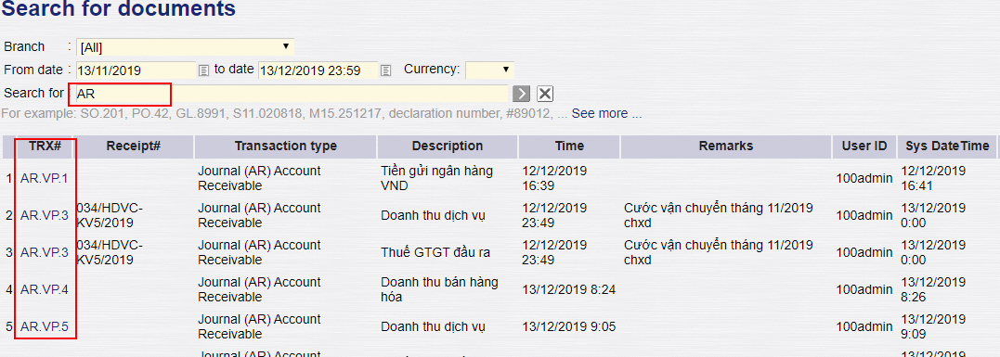 Search for documents
Branch : [All]
From date : 13/11/2019 to date 13/12/2019 23:59 Currency:
Search for : AR
For example: SO.201, PO.42, GL.8991, S11.020818, M15.251217, declaration number, #89012, ... See more ...
TRX# Receipt# Transaction type Description Time Remarks User ID Sys DateTime
1 AR.VP.1 Journal (AR) Account Receivable Tiền gửi ngân hàng VND 12/12/2019 16:39 100admin 12/12/2019 16:41
2 AR.VP.3 034/HDVC-KV5/2019 Journal (AR) Account Receivable Doanh thu dịch vụ 12/12/2019 23:49 Cước vận chuyển tháng 11/2019 chxd 100admin 13/12/2019 0:00
3 AR.VP.3 034/HDVC-KV5/2019 Journal (AR) Account Receivable Thuế GTGT đầu ra 12/12/2019 23:49 Cước vận chuyển tháng 11/2019 chxd 100admin 13/12/2019 0:00
4 AR.VP.4 Journal (AR) Account Receivable Doanh thu bán hàng hóa 13/12/2019 8:24 100admin 13/12/2019 8:26
5 AR.VP.5 Journal (AR) Account Receivable Doanh thu dịch vụ 13/12/2019 9:05 100admin 13/12/2019 9:09
Journal (AR) Account 13/12/2019